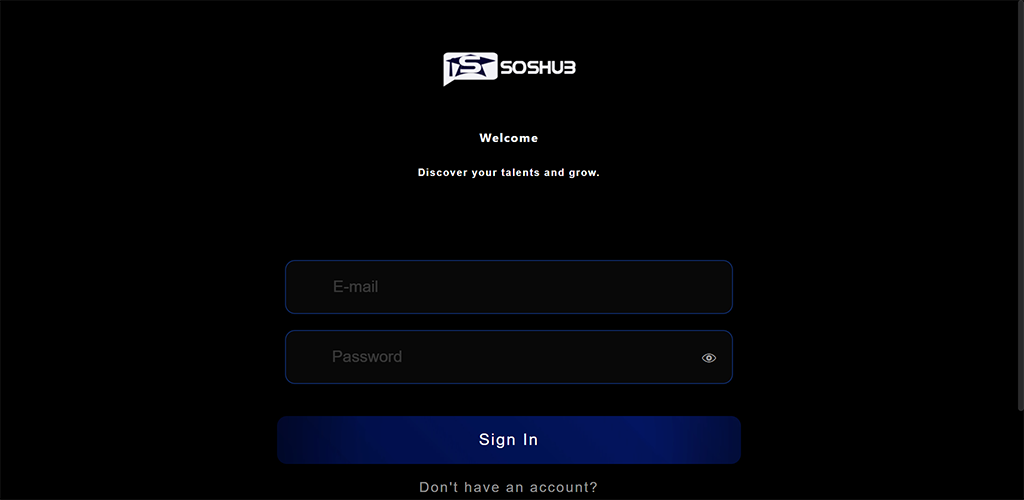 SOSHUB
Welcome
Discover your talents and grow.
E-mail
Password
Sign In
Don't have an account?